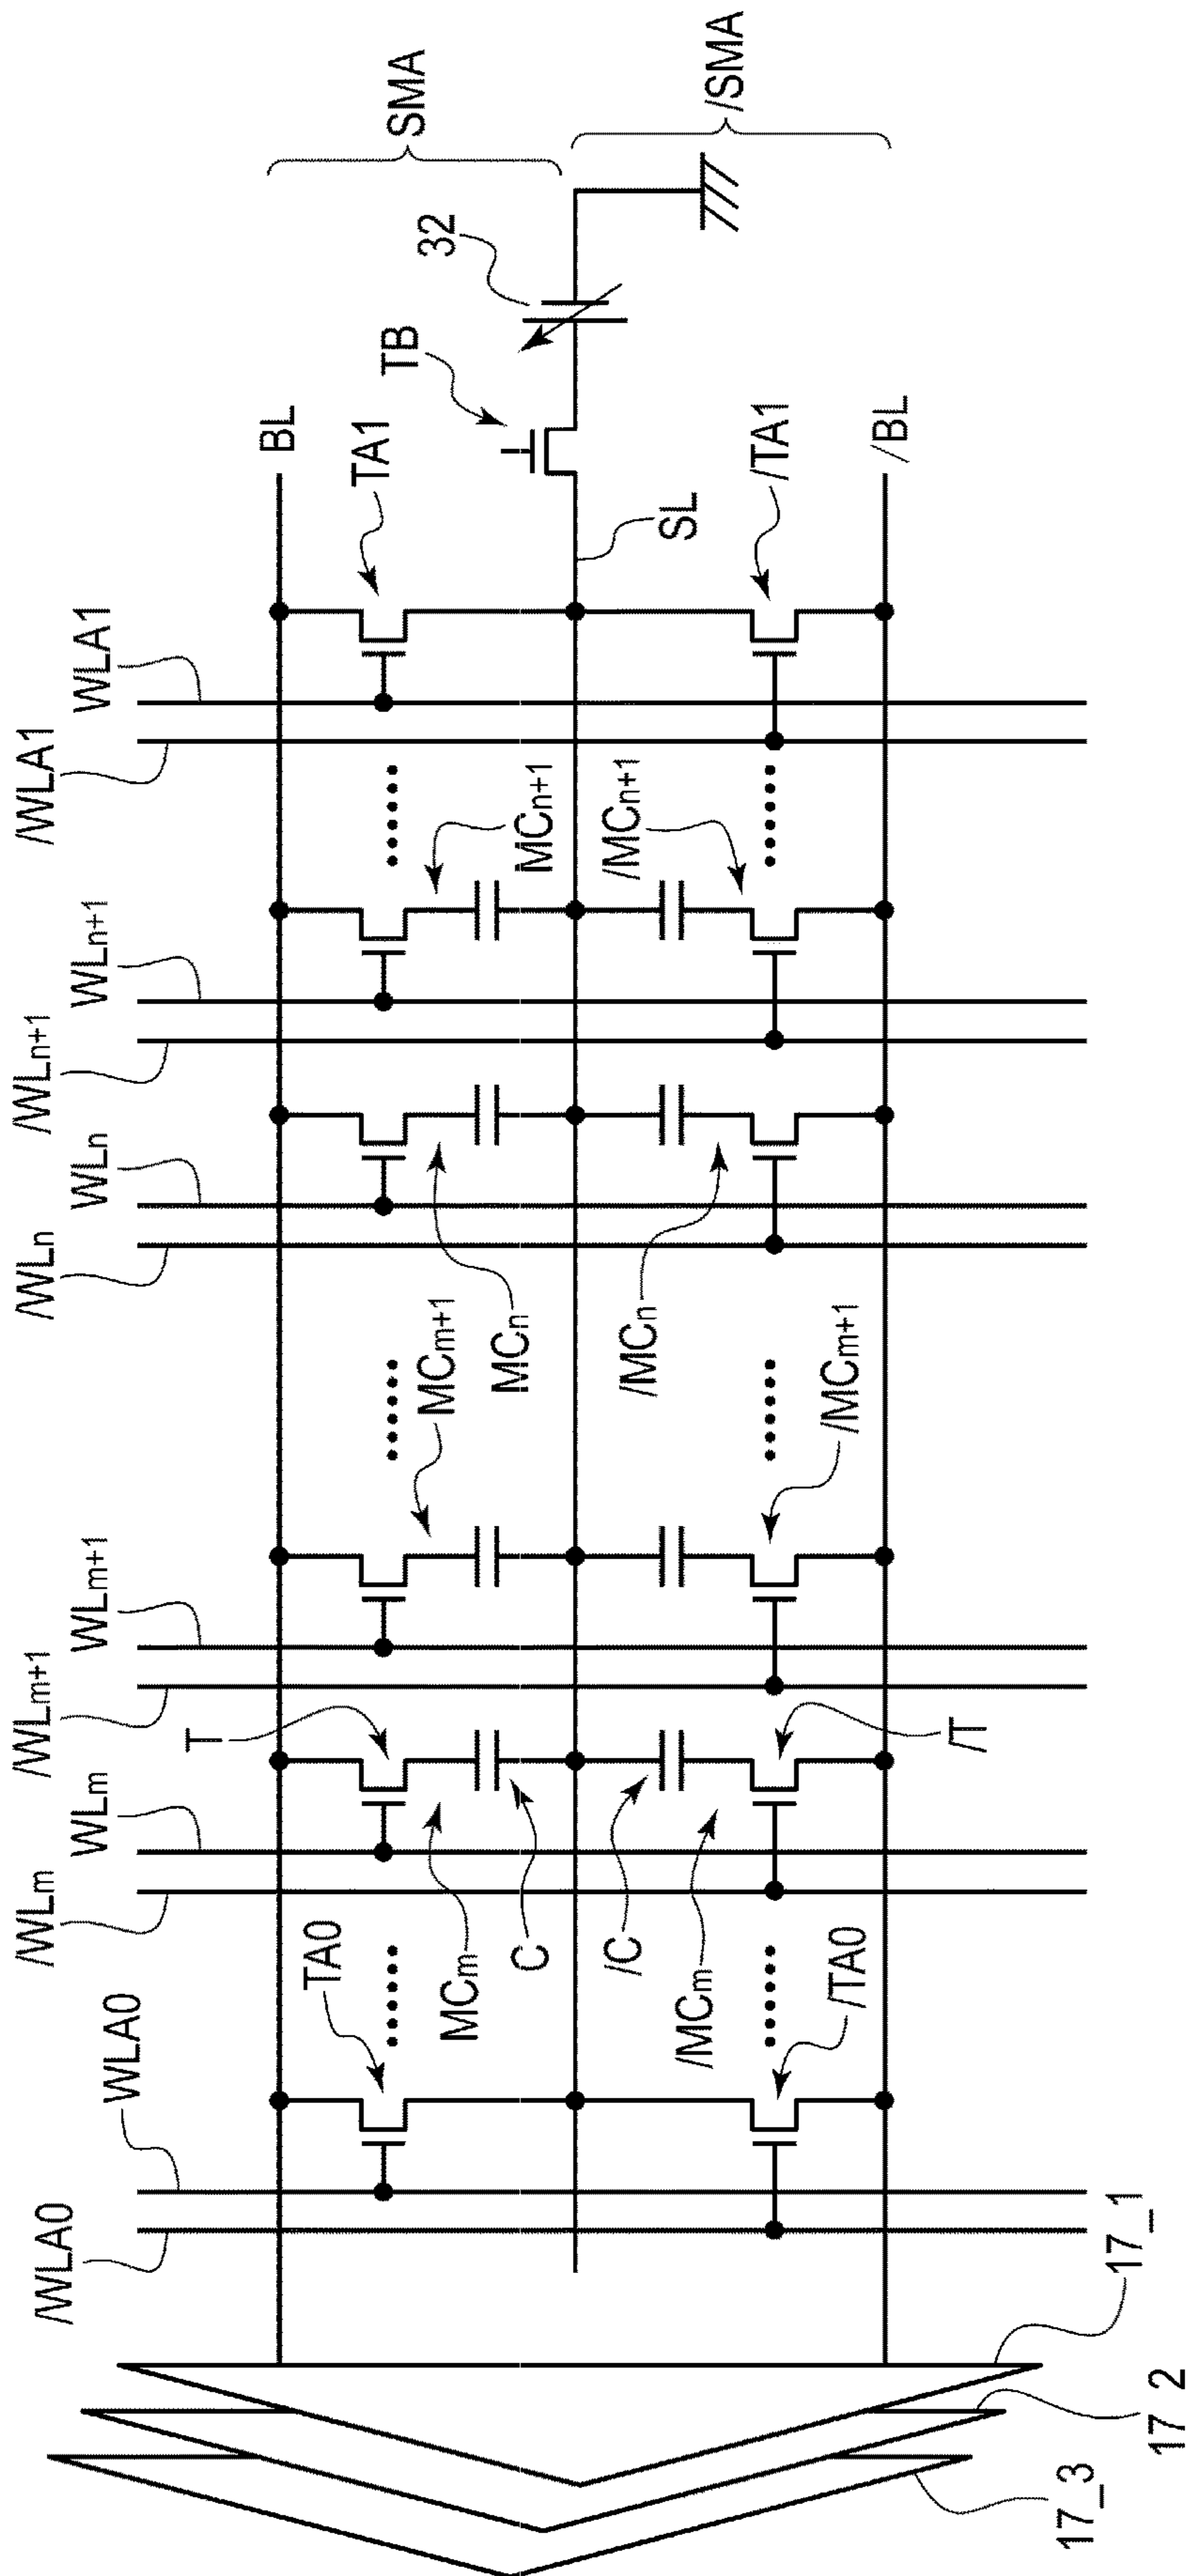 /WLA0
WLA0
/WLm
WLm
/WLm+1
WLm+1
/WLn
WLn
/WLn+1
WLn+1
/WLA1
WLA1
TA0
T
TA1
BL
TB
32
SMA
MCm
C
MCm+1
MCn
MCn+1
SL
/C
/MCm
/MCn
/MCn+1
/SMA
/TA0
/T
/MCm+1
/TA1
/BL
17_1
17_2
17_3